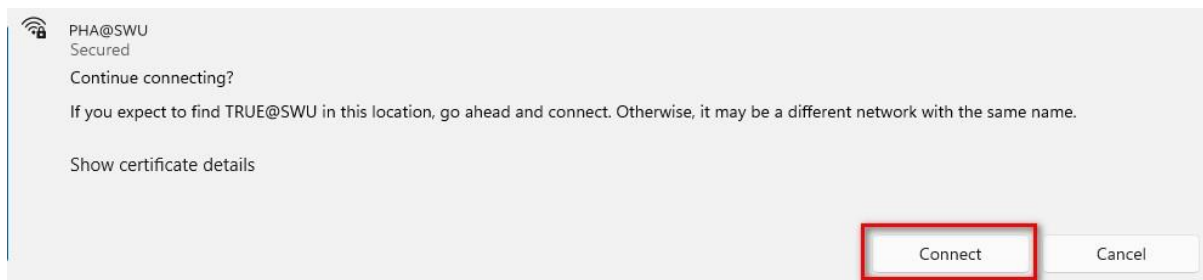 PHA@SWU
Secured
Continue connecting?
If you expect to find TRUE@SWU in this location, go ahead and connect. Otherwise, it may be a different network with the same name.
Show certificate details
Connect Cancel